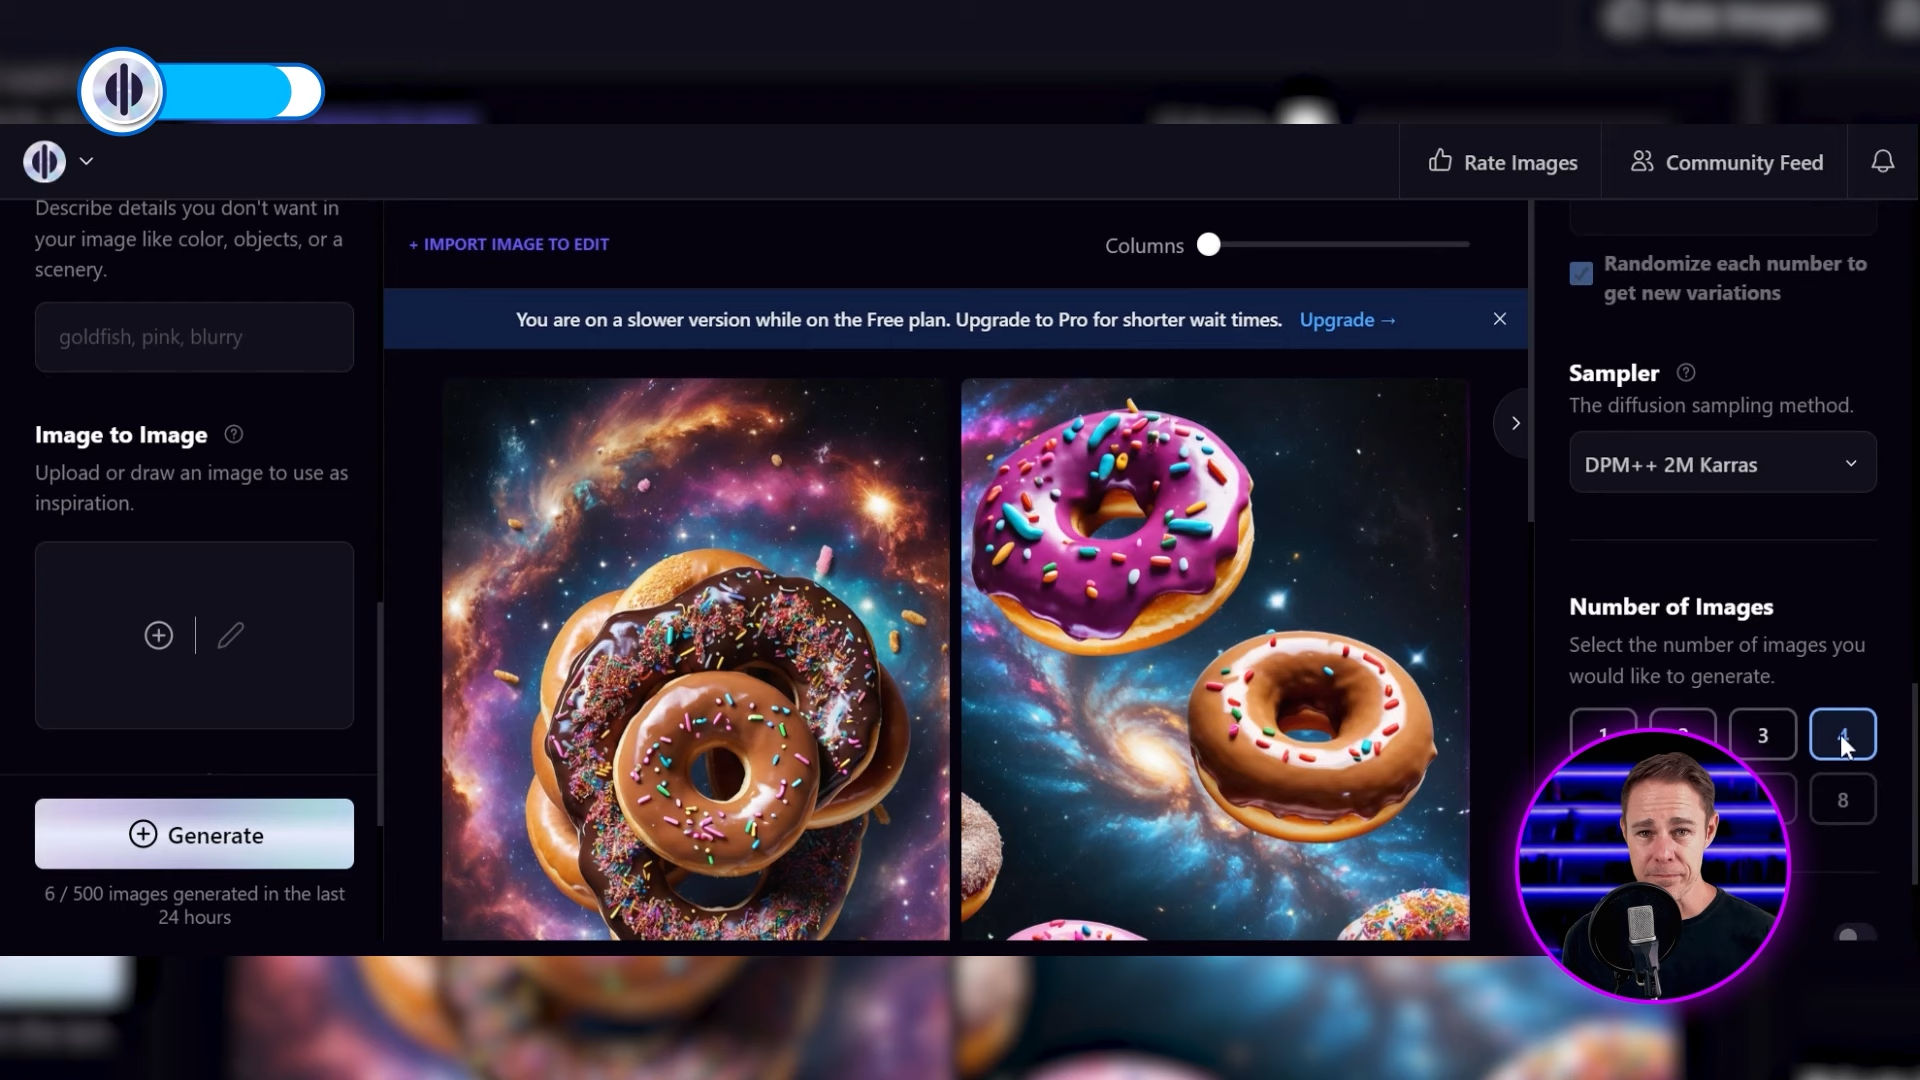 Rate Images
Community Feed
Describe details you don't want in
your image like color, objects, or a
scenery.
goldfish, pink, blurry
Image to Image
Upload or draw an image to use as
inspiration.
Generate
6 / 500 images generated in the last
24 hours
+ IMPORT IMAGE TO EDIT
Columns
You are on a slower version while on the Free plan. Upgrade to Pro for shorter wait times. Upgrade →
Randomize each number to
get new variations
Sampler
The diffusion sampling method.
DPM++ 2M Karras
Number of Images
Select the number of images you
would like to generate.
1 2 3 4
8